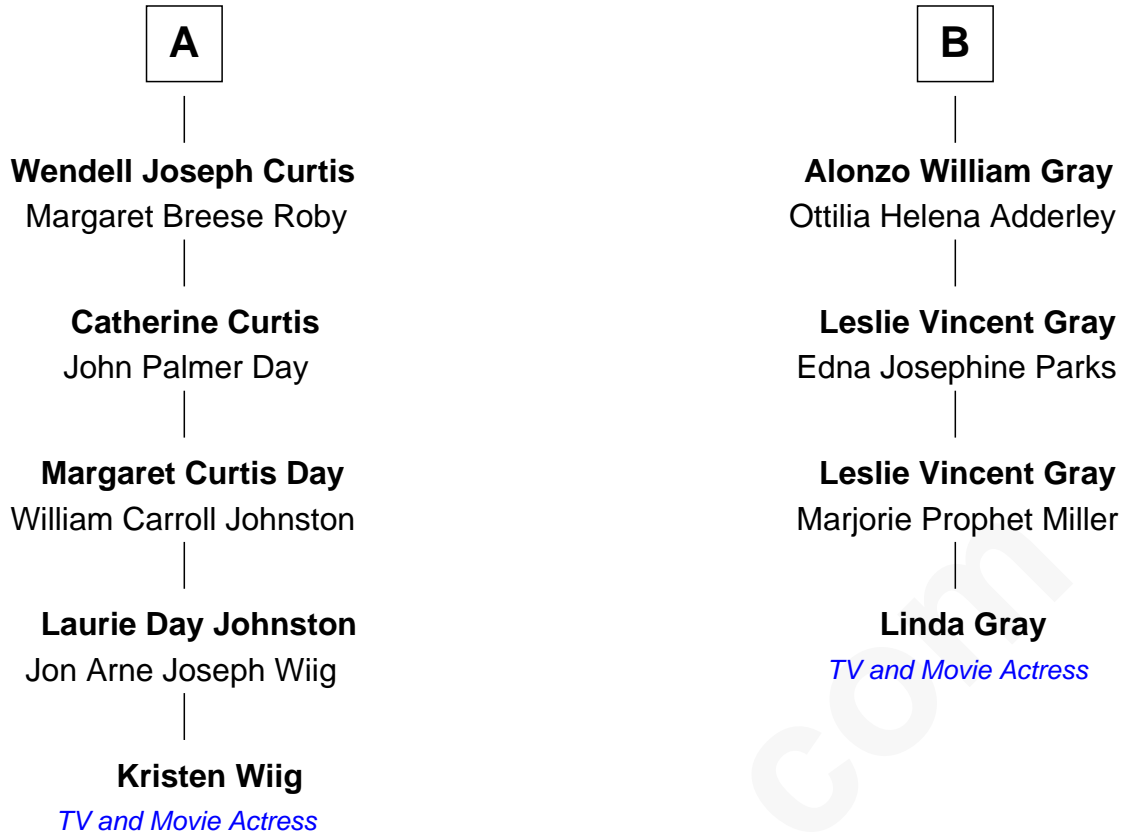 A
Wendell Joseph Curtis
Margaret Breese Roby
Catherine Curtis
John Palmer Day
Margaret Curtis Day
William Carroll Johnston
Laurie Day Johnston
Jon Arne Joseph Wiig
Kristen Wiig
TV and Movie Actress
B
Alonzo William Gray
Ottilia Helena Adderley
Leslie Vincent Gray
Edna Josephine Parks
Leslie Vincent Gray
Marjorie Prophet Miller
Linda Gray
TV and Movie Actress
com